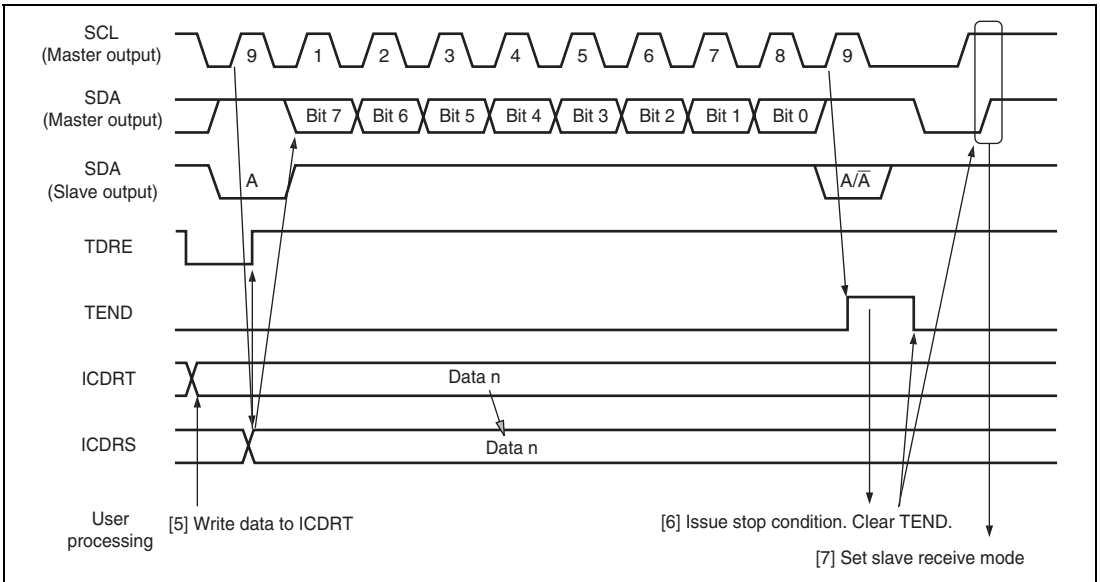 SCL
(Master output)
9 1 2 3 4 5 6 7 8 9
SDA
(Master output)
Bit 7 Bit 6 Bit 5 Bit 4 Bit 3 Bit 2 Bit 1 Bit 0
SDA
(Slave output)
A A/A̅
TDRE
TEND
ICDRT
Data n
ICDRS
Data n
User
processing
[5] Write data to ICDRT
[6] Issue stop condition. Clear TEND.
[7] Set slave receive mode